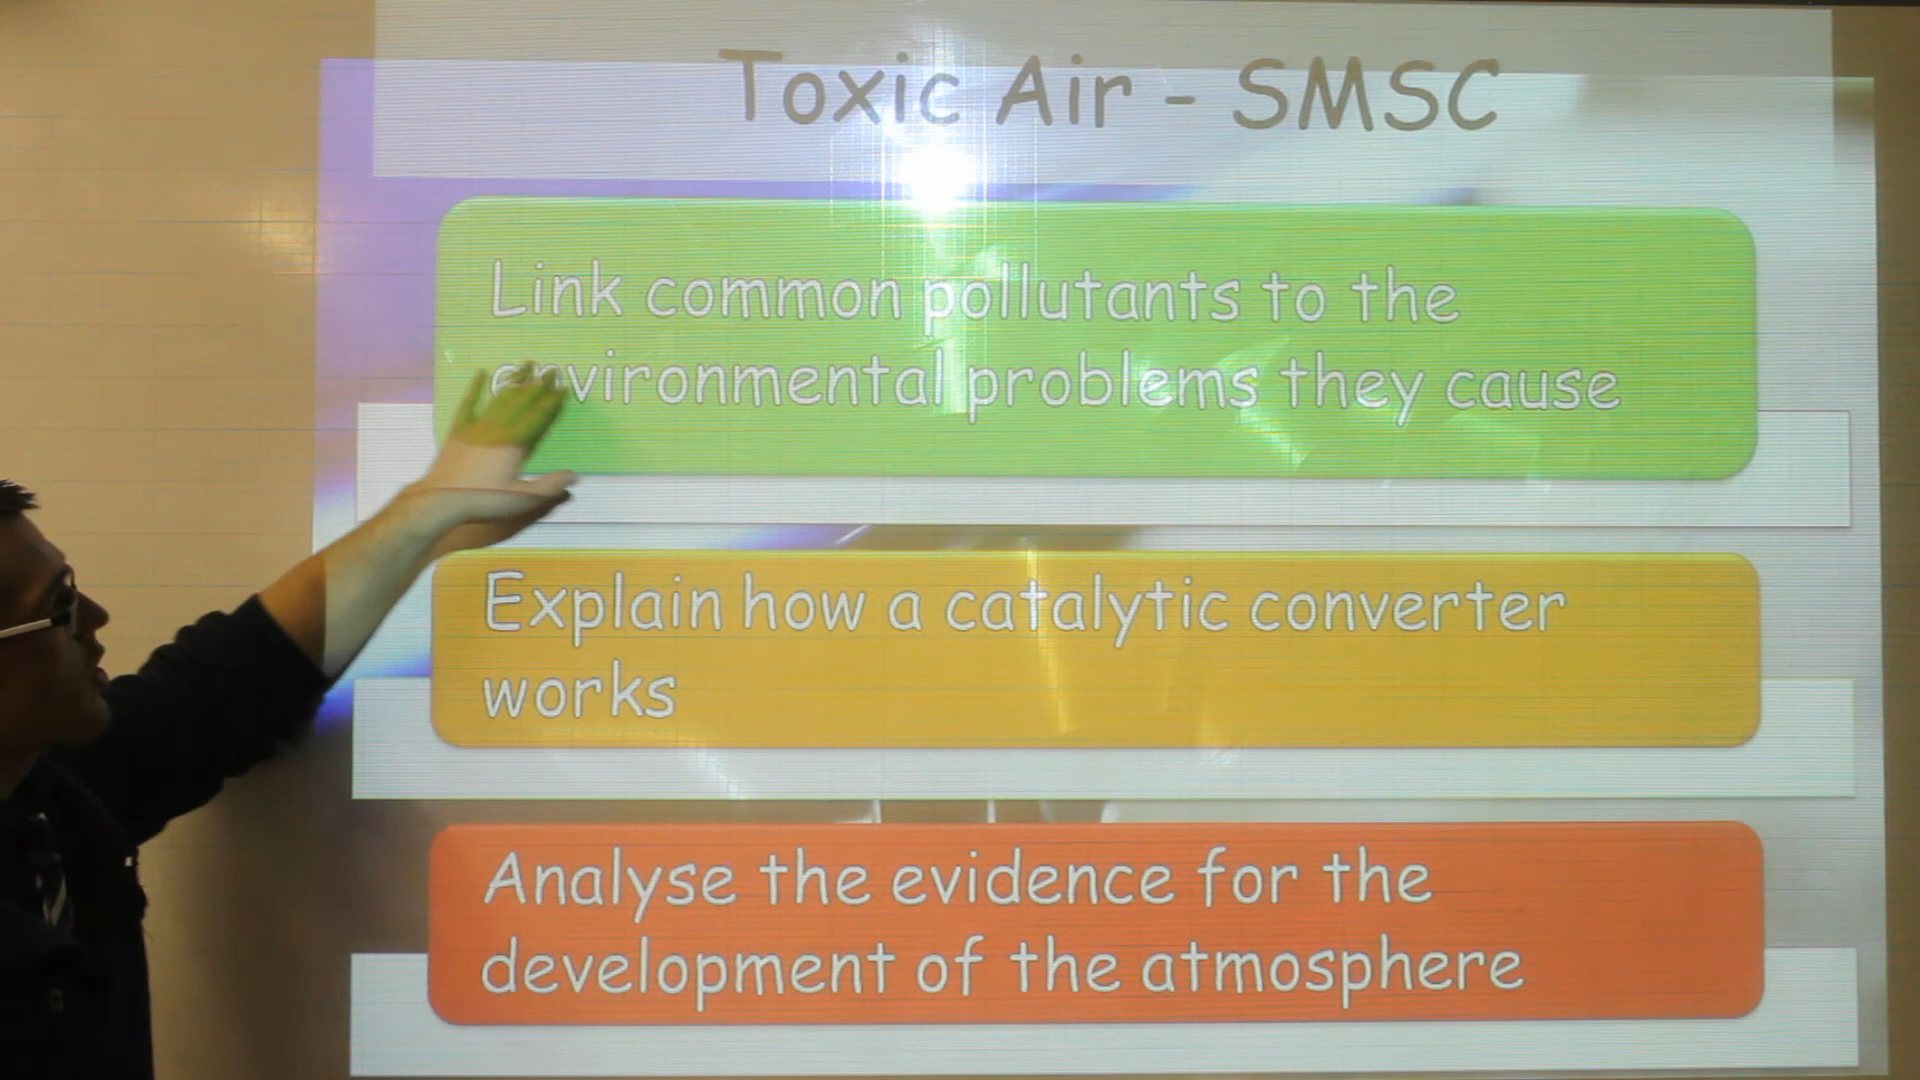 Toxic Air - SMSC
Link common pollutants to the
environmental problems they cause
Explain how a catalytic converter
works
Analyse the evidence for the
development of the atmosphere